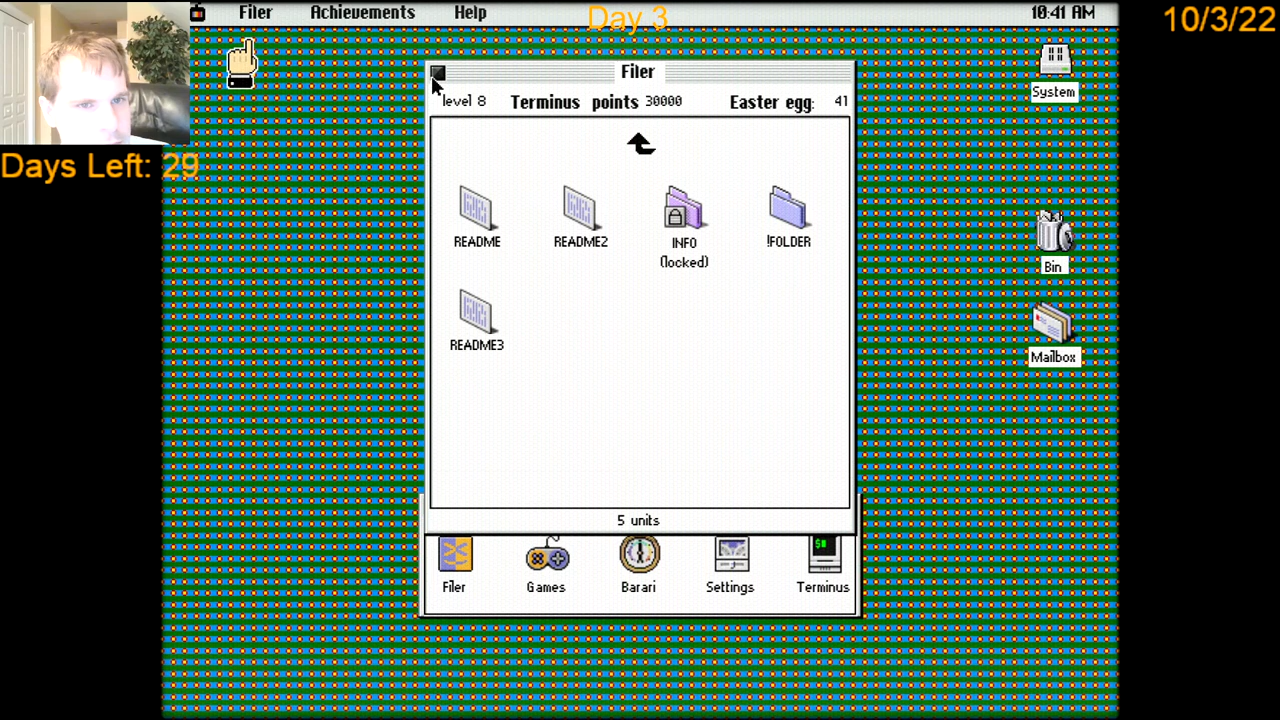 Filer Achievements Help Day 3 10:41 AM 10/3/22
Filer
System
level 8 Terminus points 30000 Easter egg: 41
Days Left: 29
README README2 INFO !FOLDER
(locked)
Bin
README3
Mailbox
5 units
$#
Filer Games Barari Settings Terminus